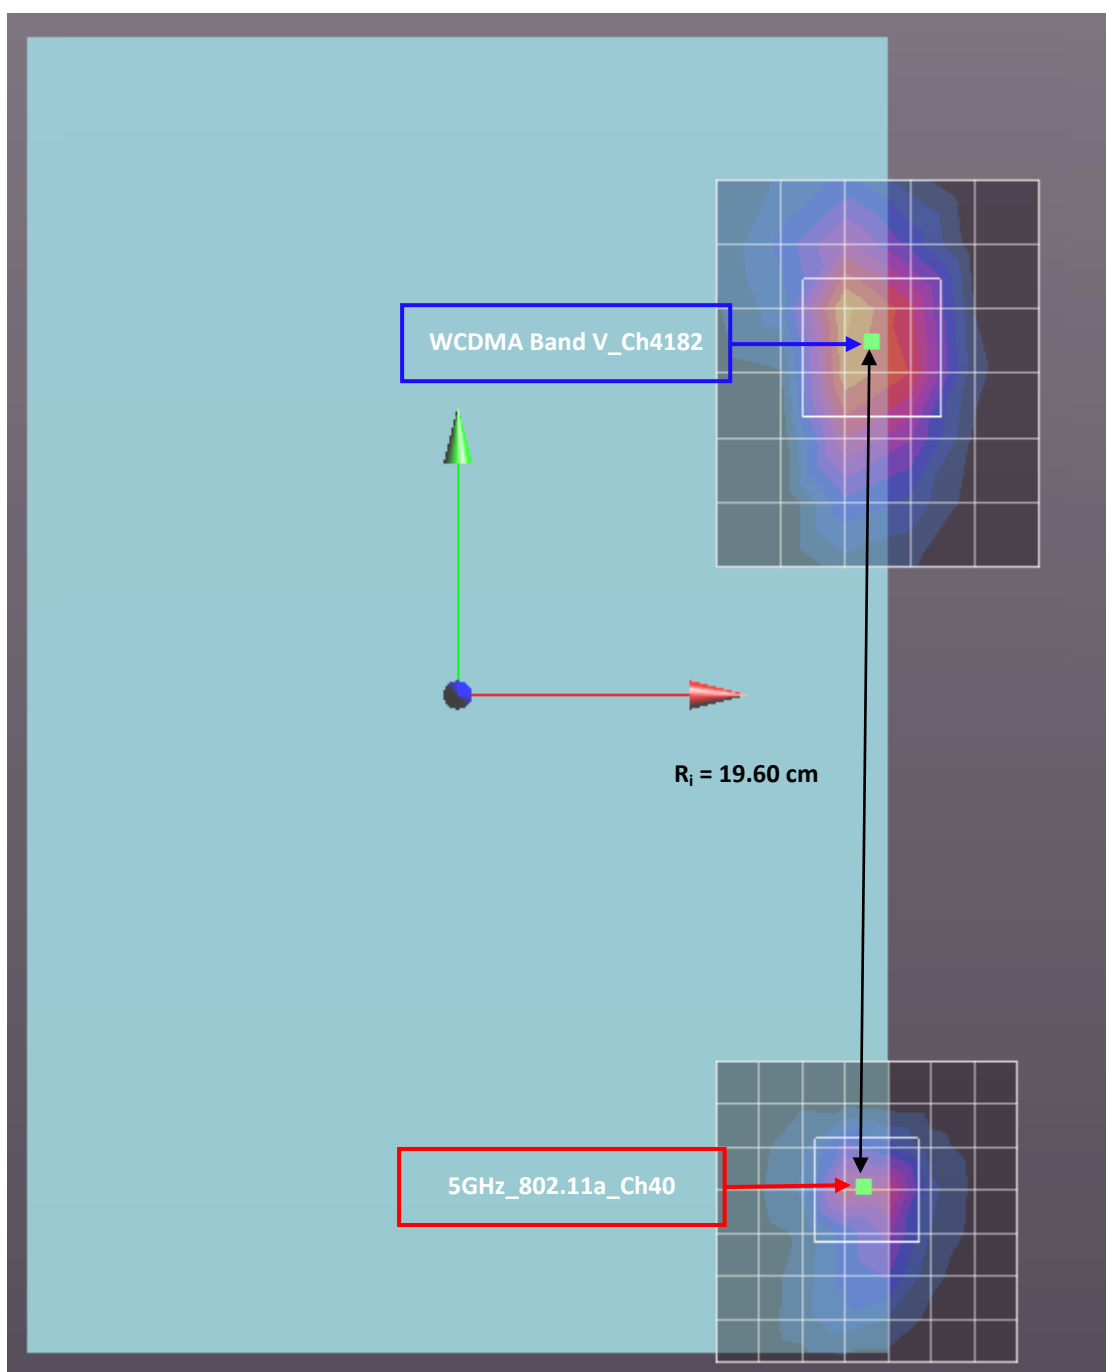 WCDMA Band V_Ch4182
Rᵢ = 19.60 cm
5GHz_802.11a_Ch40